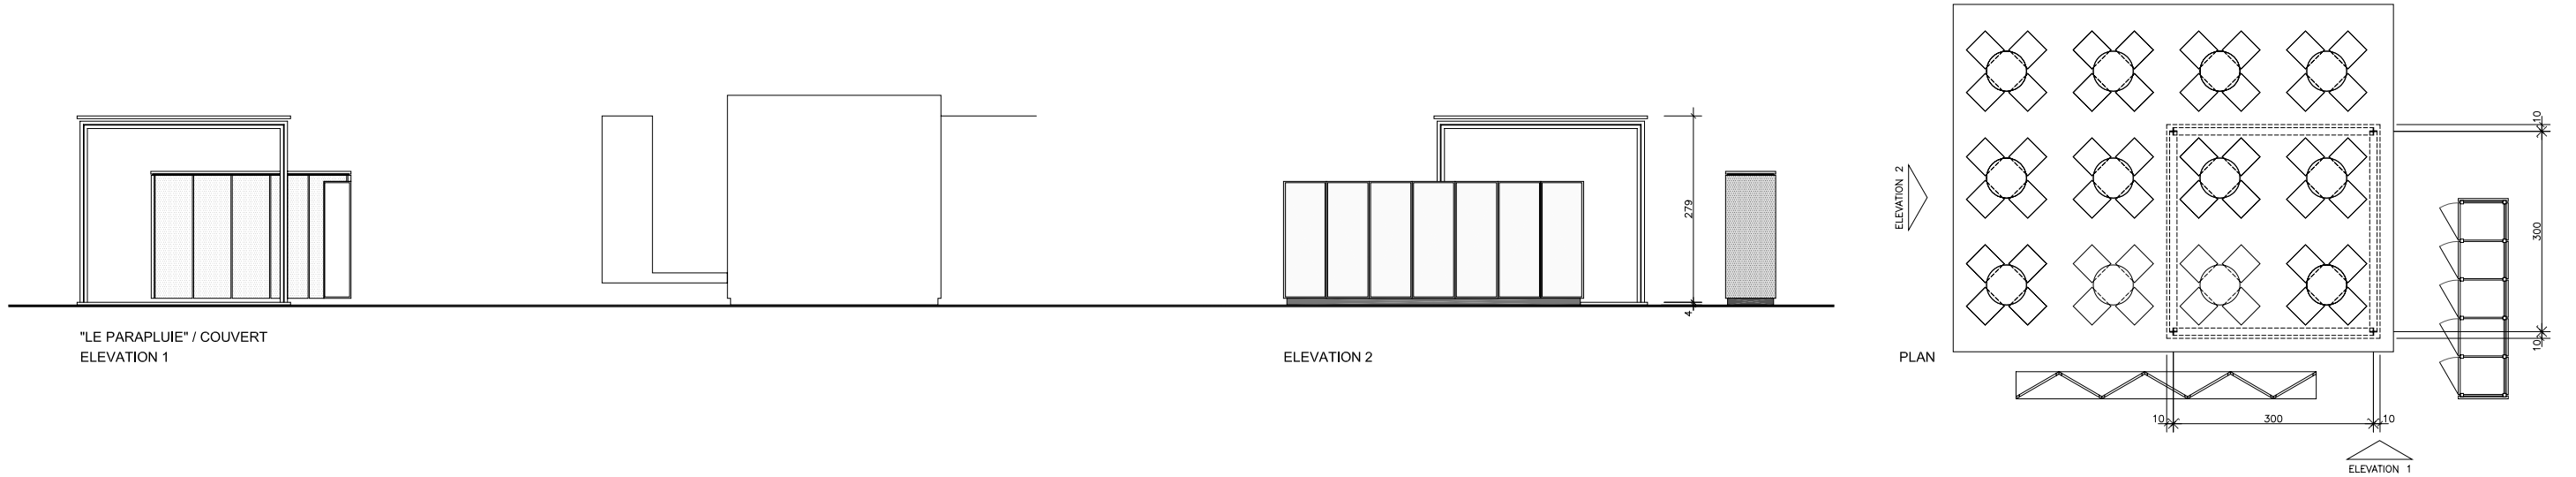 "LE PARAPLUIE" / COUVERT
ELEVATION 1
ELEVATION 2
279
4
PLAN
ELEVATION 2
10
300
10
10
300
10
ELEVATION 1